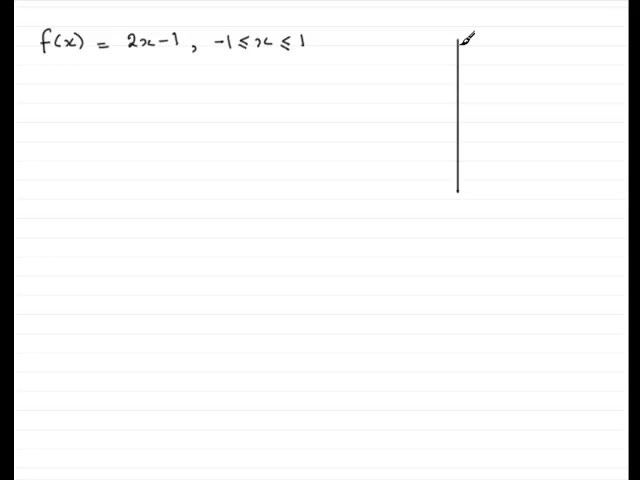 f(x) = 2x-1 , -1 ⩽ x ⩽ 1